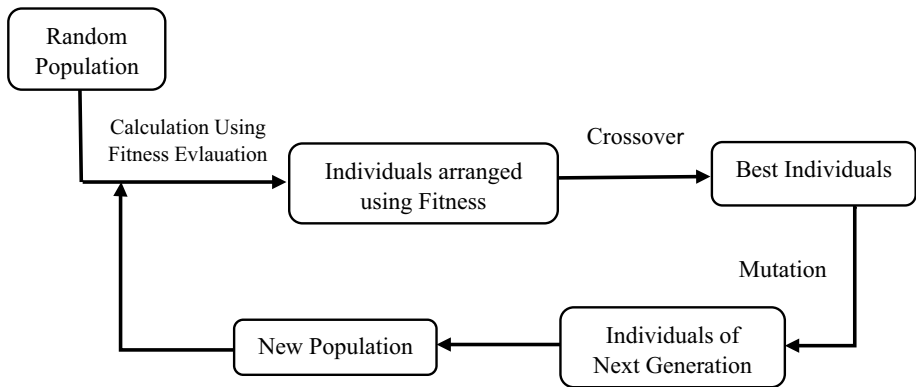 Random
Population
Calculation Using
Fitness Evlauation
Individuals arranged
using Fitness
Crossover
Best Individuals
Mutation
Individuals of
Next Generation
New Population